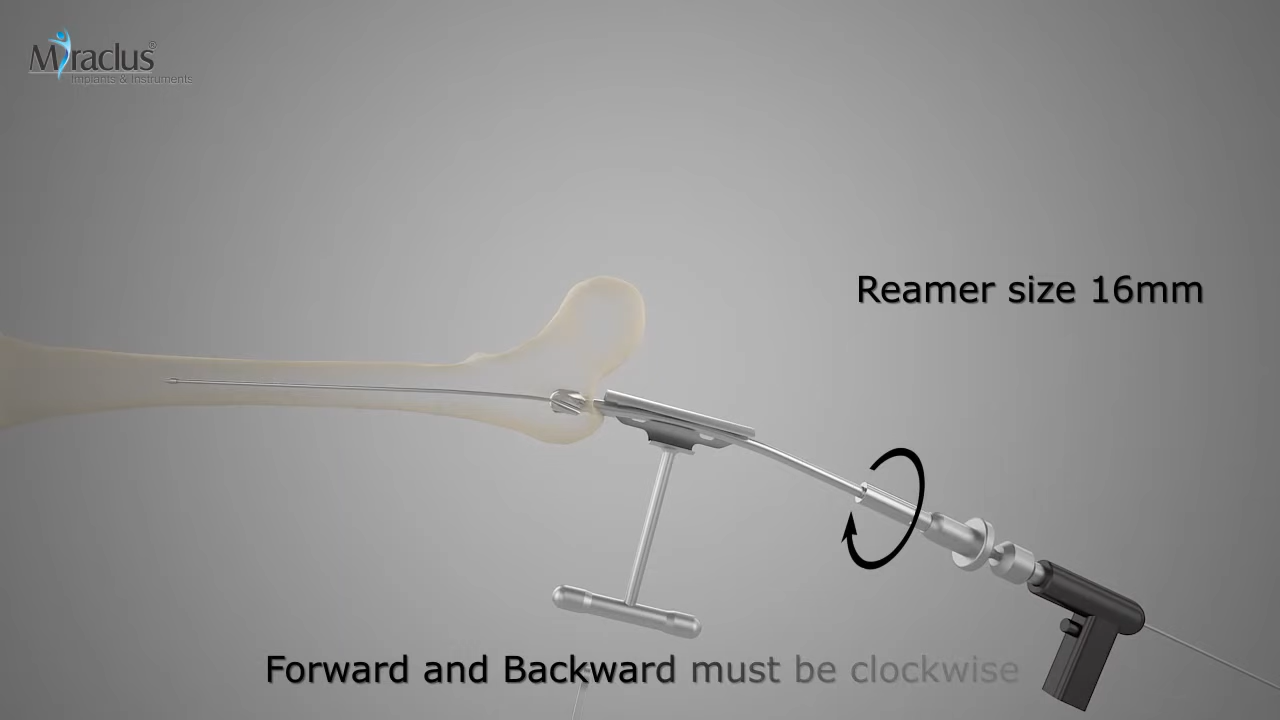 Miraclus®
Implants & Instruments
Reamer size 16mm
Forward and Backward must be clockwise